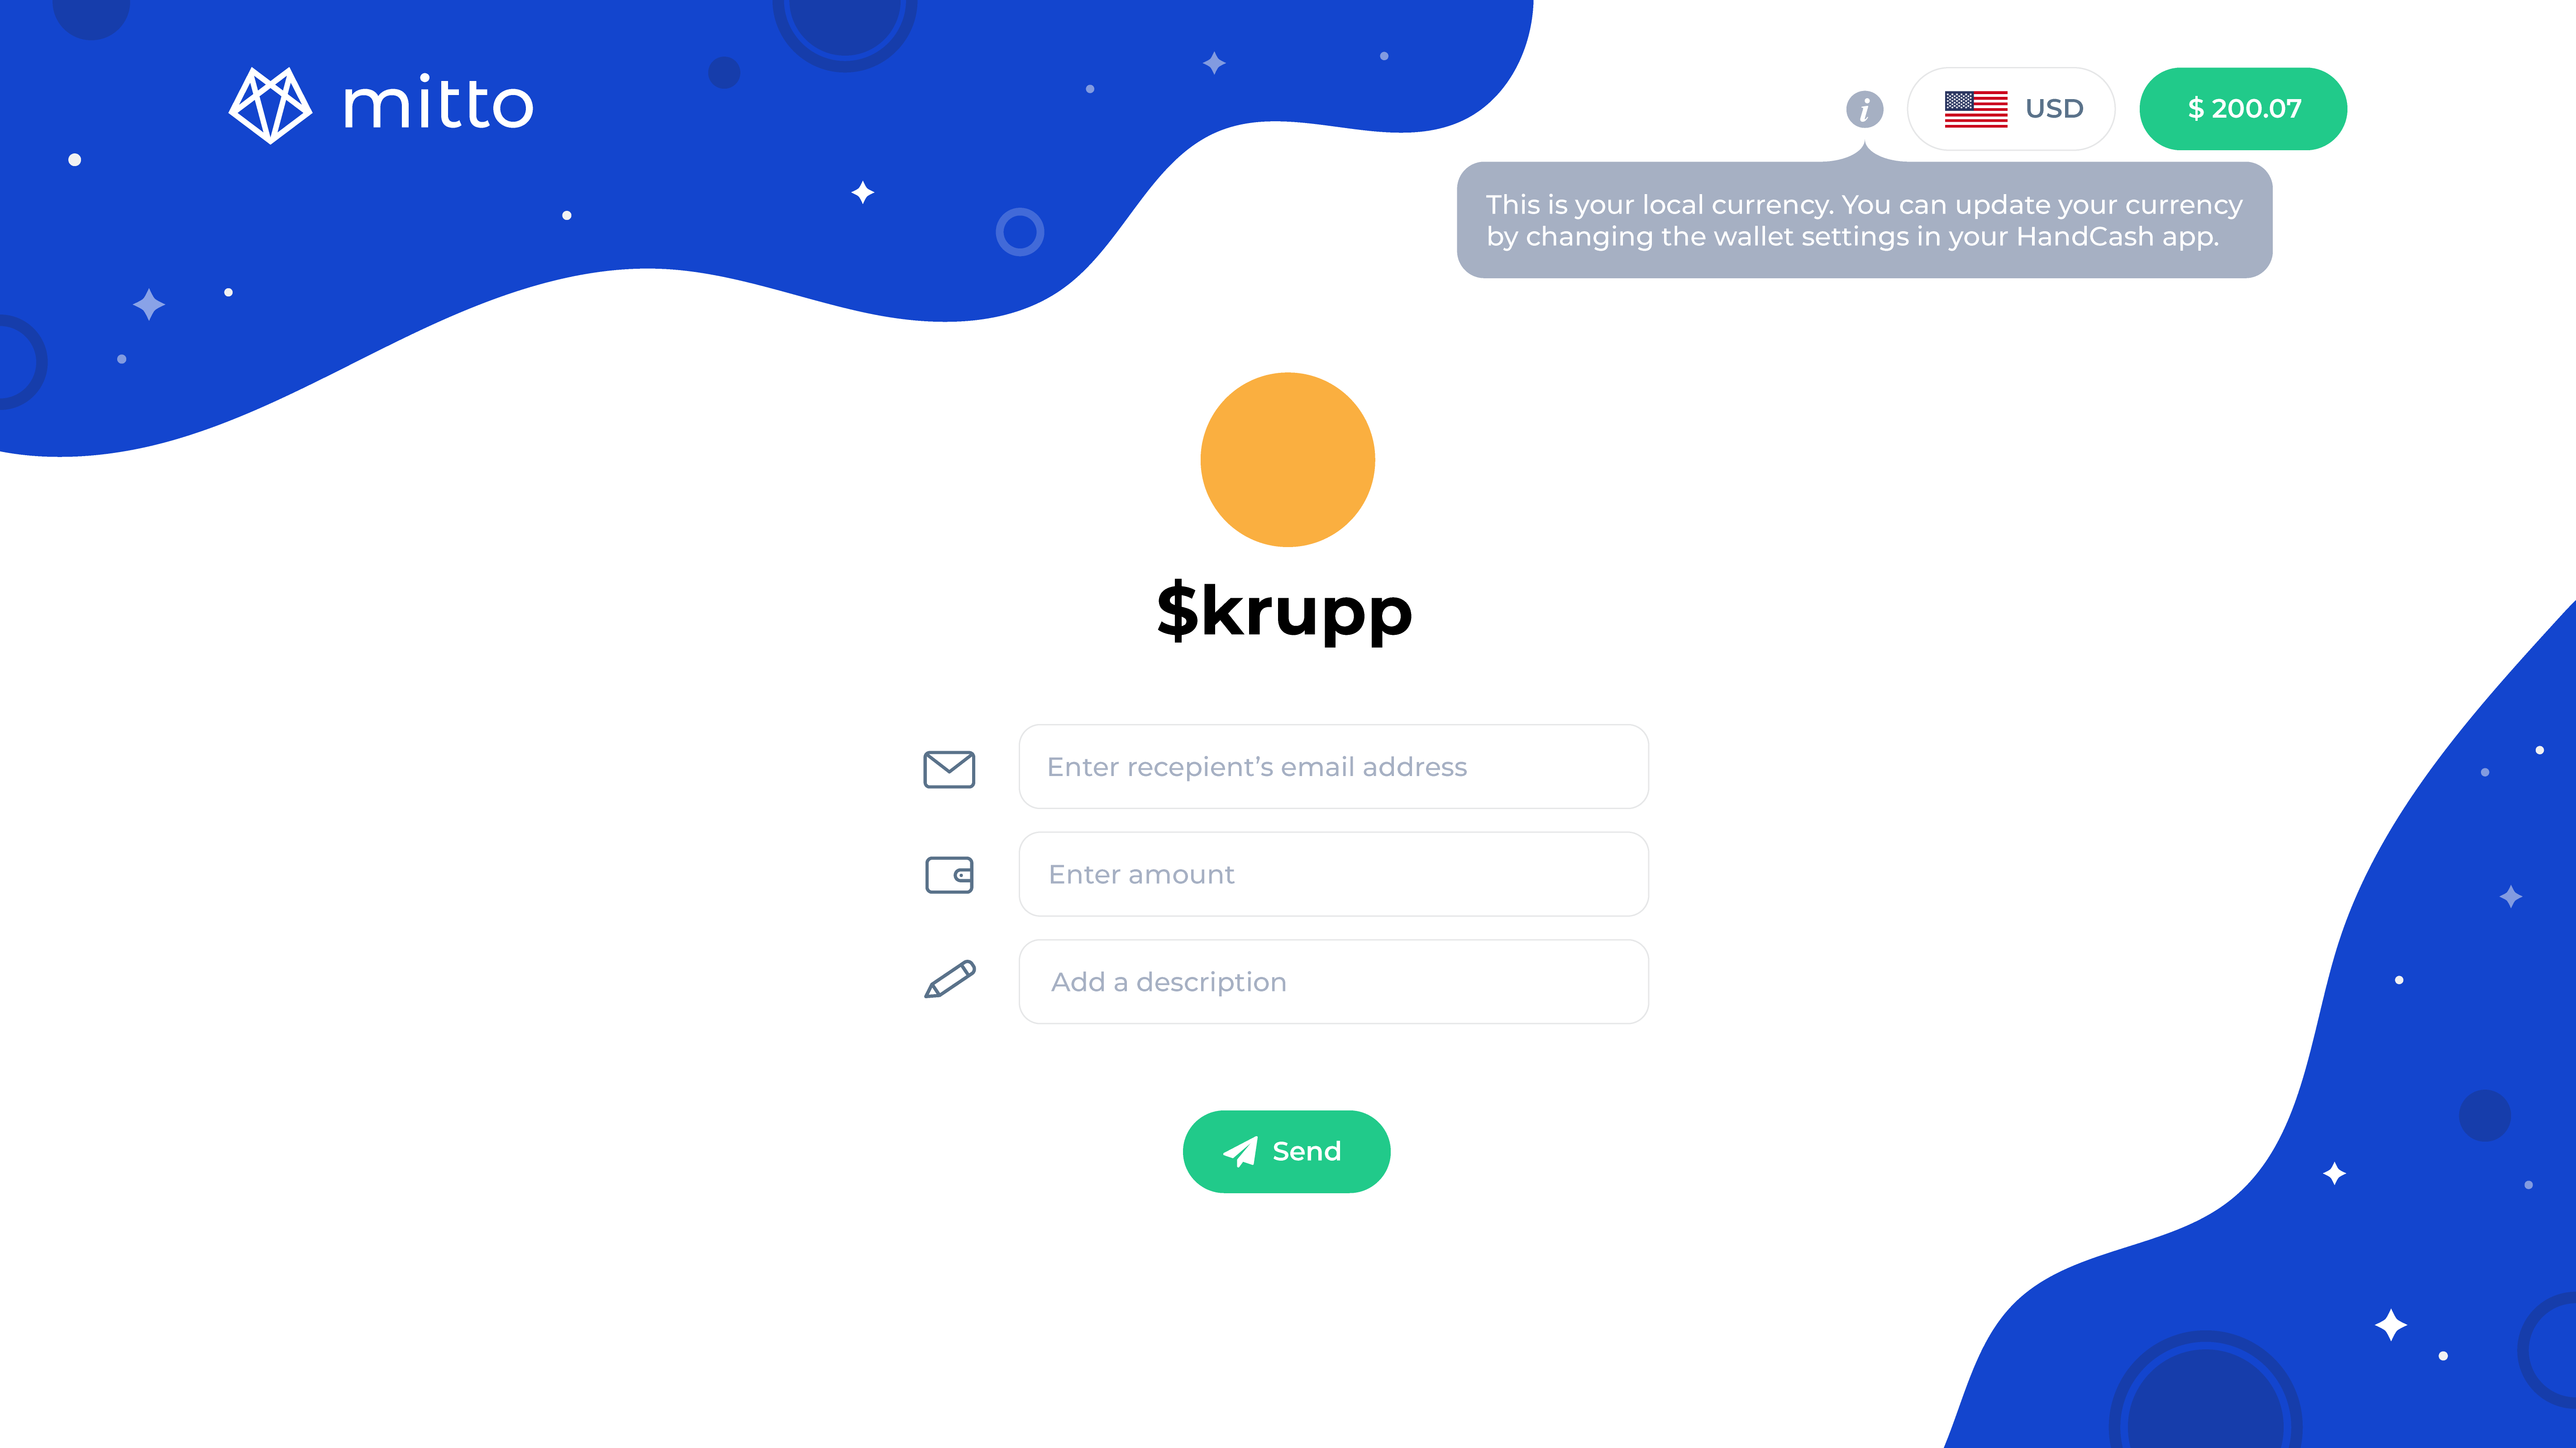 mitto
i
USD
$ 200.07
This is your local currency. You can update your currency
by changing the wallet settings in your HandCash app.
$krupp
Enter recepient’s email address
Enter amount
Add a description
Send